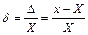 δ = Δ/X = (x − X)/X